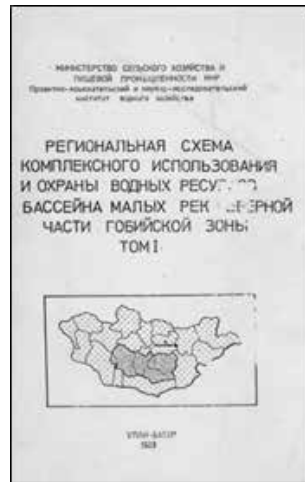 МИНИСТЕРСТВО СЕЛЬСКОГО ХОЗЯЙСТВА И
ПИЩЕВОЙ ПРОМЫШЛЕННОСТИ МНР
Проектно-изыскательский и научно-исследовательский
институт водного хозяйства
РЕГИОНАЛЬНАЯ СХЕМА
КОМПЛЕКСНОГО ИСПОЛЬЗОВАНИЯ
И ОХРАНЫ ВОДНЫХ
БАССЕЙНА МАЛЫХ РЕК
ЧАСТИ ГОБИЙСКОЙ ЗОНЫ
ТОМ I
УЛАН-БАТОР